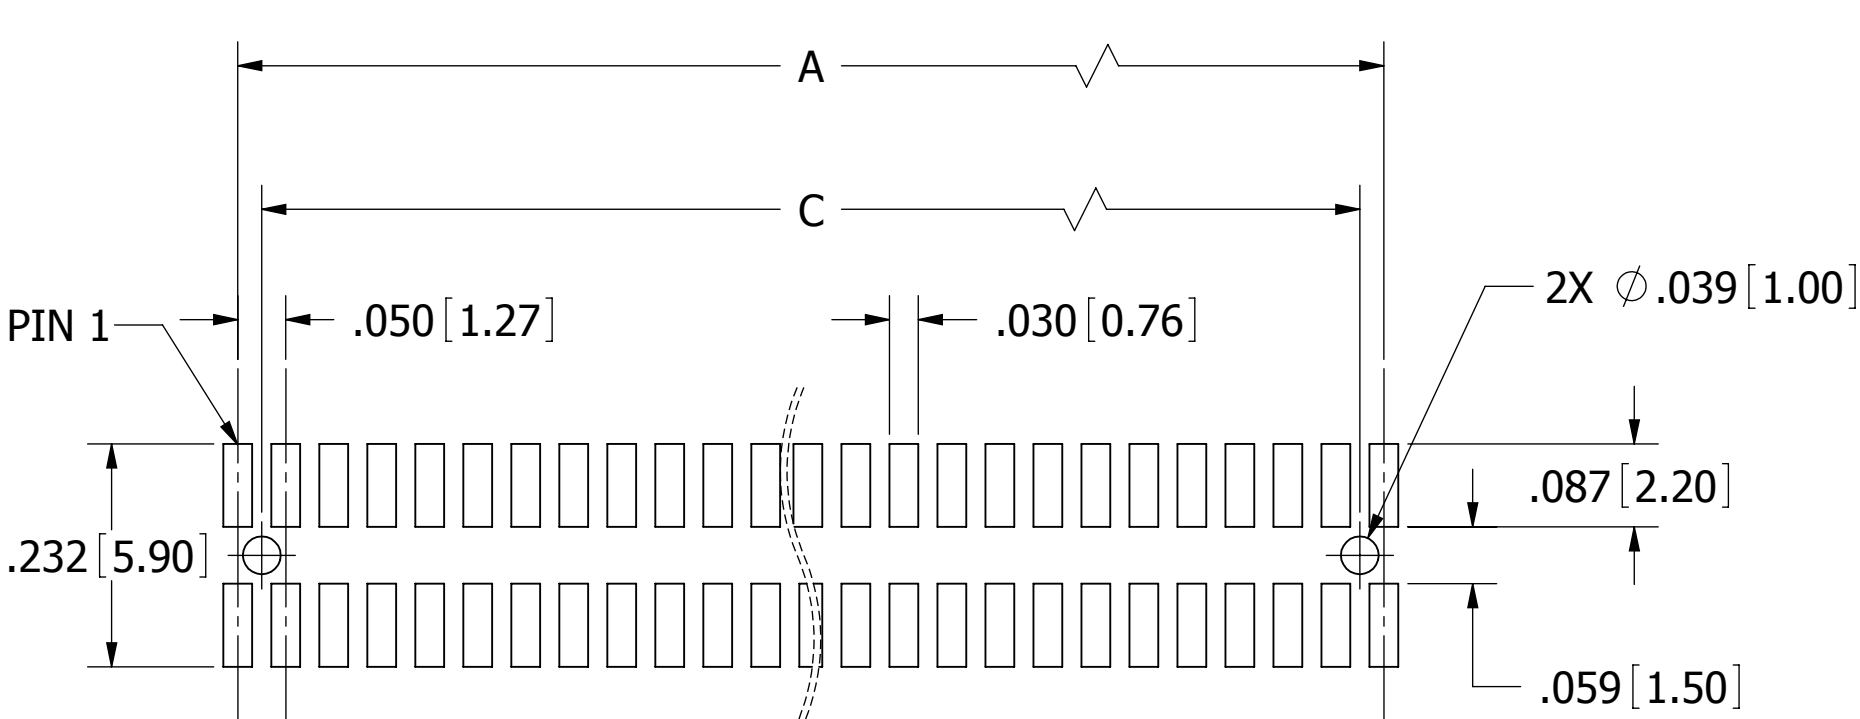 A
C
2X ⌀.039[1.00]
PIN 1
.050[1.27]
.030[0.76]
.087[2.20]
.232[5.90]
.059[1.50]